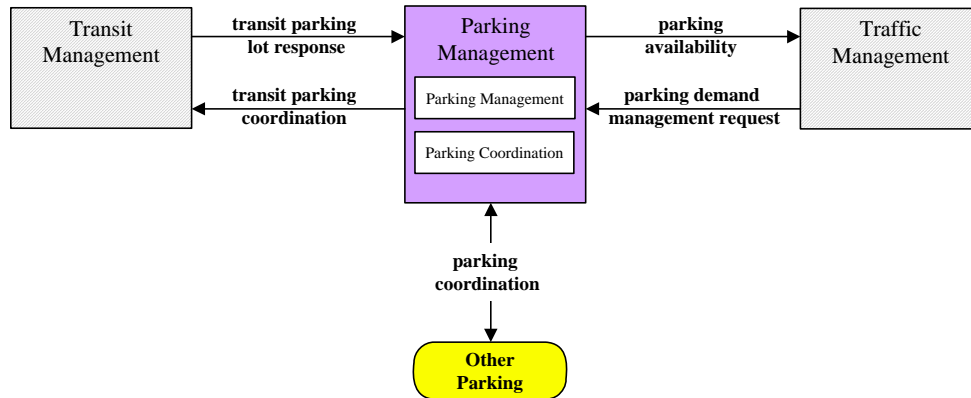 Transit
Management
transit parking
lot response
transit parking
coordination
Parking
Management
Parking Management
Parking Coordination
parking
availability
parking demand
management request
Traffic
Management
parking
coordination
Other
Parking